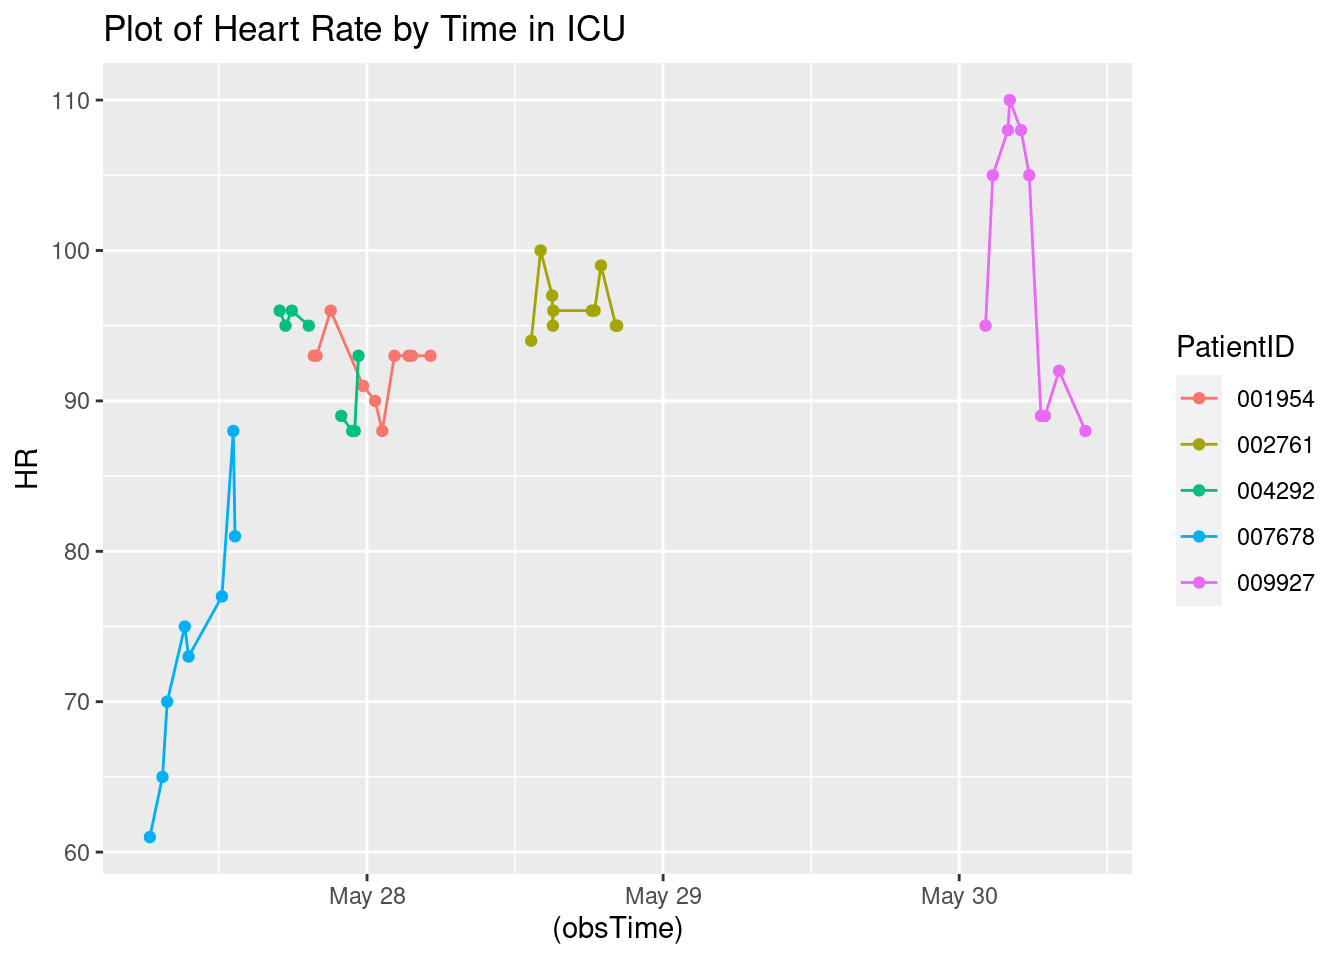 Plot of Heart Rate by Time in ICU
110
100
90
80
70
60
HR
May 28
May 29
May 30
(obsTime)
PatientID
001954
002761
004292
007678
009927